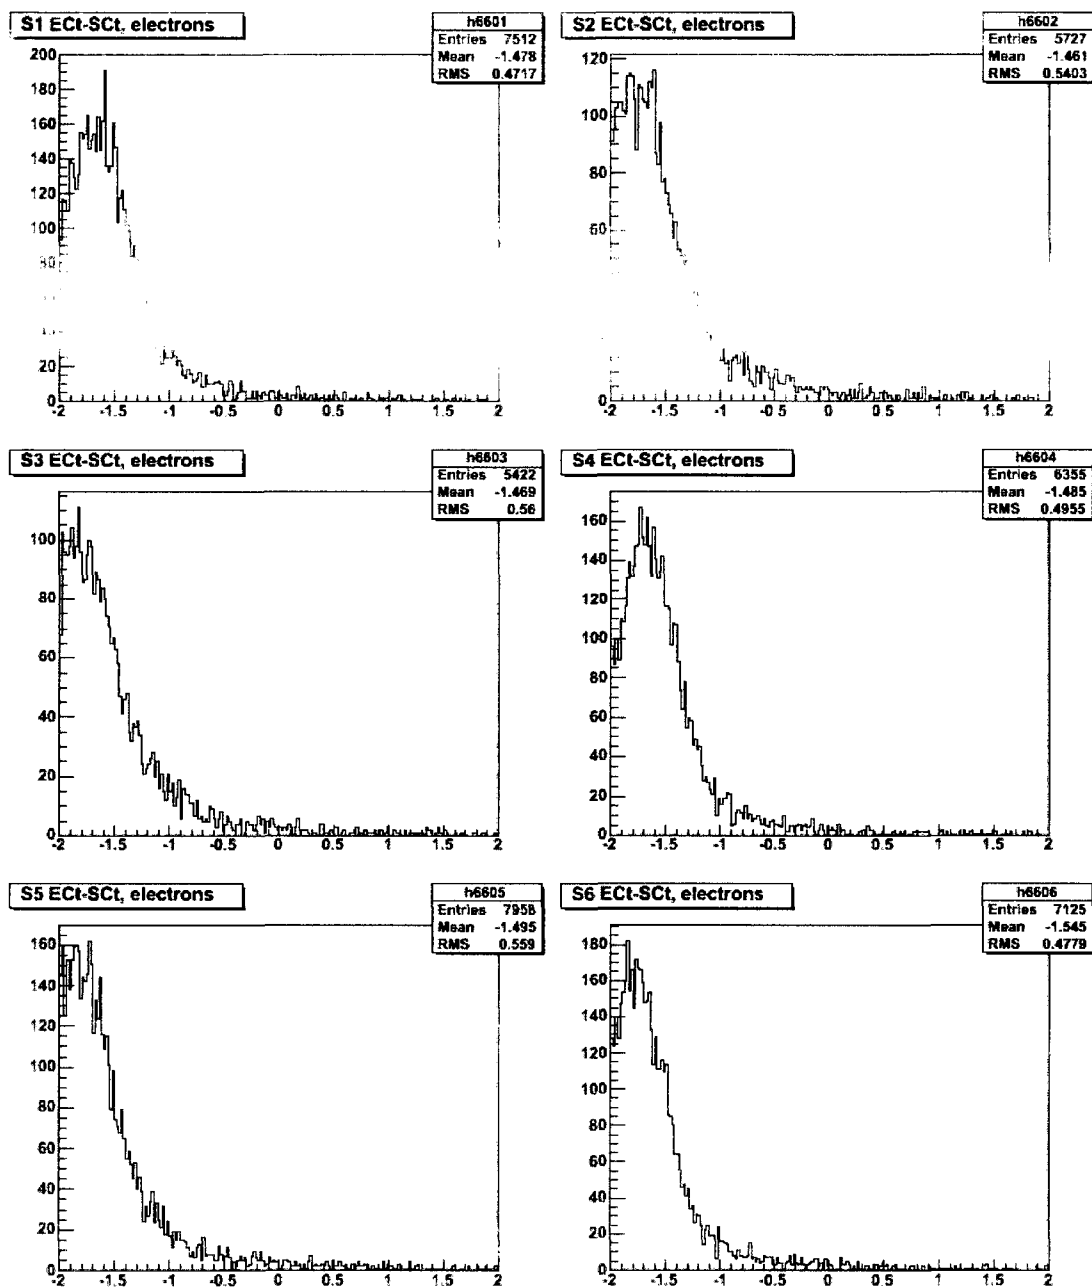 S1 ECt-SCt, electrons
h6601
Entries 7512
Mean -1.478
RMS 0.4717
200
180
160
140
120
100
80
20
0
-2 -1.5 -1 -0.5 0 0.5 1 1.5 2
S2 ECt-SCt, electrons
h6602
Entries 5727
Mean -1.461
RMS 0.5403
120
100
80
60
0
-2 -1.5 -1 -0.5 0 0.5 1 1.5 2
S3 ECt-SCt, electrons
h6603
Entries 5422
Mean -1.469
RMS 0.56
100
80
60
40
20
0
-2 -1.5 -1 -0.5 0 0.5 1 1.5 2
S4 ECt-SCt, electrons
h6604
Entries 6355
Mean -1.485
RMS 0.4955
160
140
120
100
80
60
40
20
0
-2 -1.5 -1 -0.5 0 0.5 1 1.5 2
S5 ECt-SCt, electrons
h6605
Entries 7958
Mean -1.495
RMS 0.559
160
140
120
100
80
60
40
20
0
-2 -1.5 -1 -0.5 0 0.5 1 1.5 2
S6 ECt-SCt, electrons
h6606
Entries 7125
Mean -1.545
RMS 0.4779
180
160
140
120
100
80
60
40
20
0
-2 -1.5 -1 -0.5 0 0.5 1 1.5 2